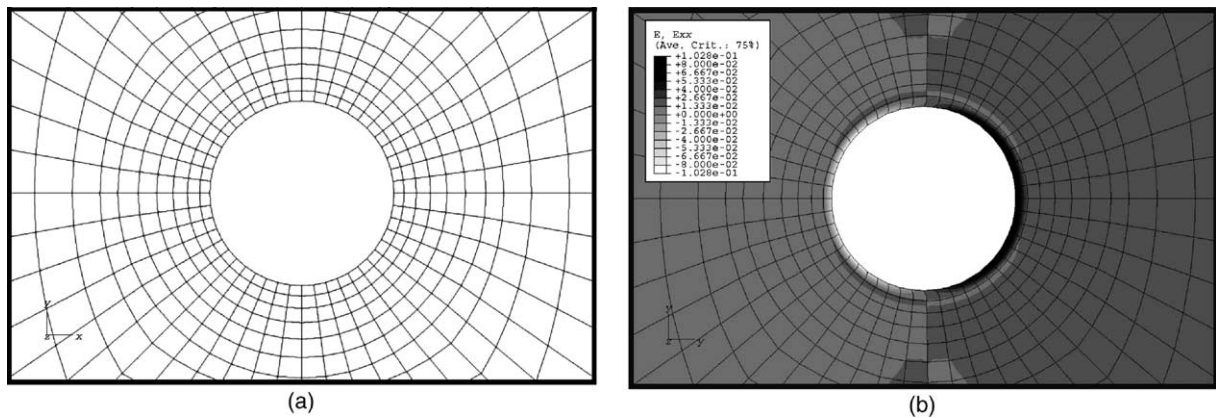 E, Exx
(Ave. Crit.: 75%)
+1.028e-01
+8.000e-02
+6.667e-02
+5.333e-02
+4.000e-02
+2.667e-02
+1.333e-02
+0.000e+00
-1.333e-02
-2.667e-02
-4.000e-02
-5.333e-02
-6.667e-02
-8.000e-02
-1.028e-01
y
z x
y
z y
(a)
(b)